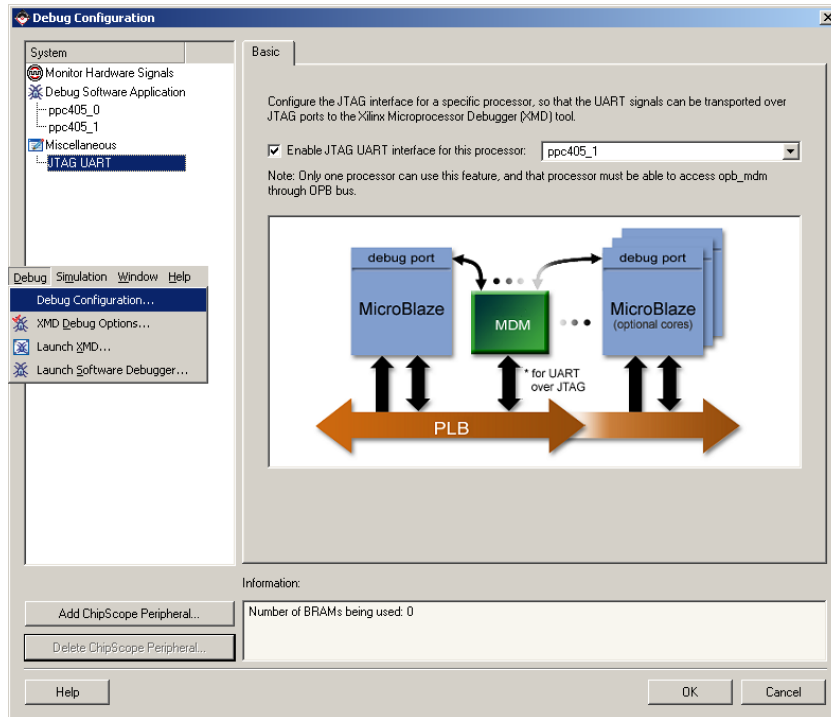 Debug Configuration
System
Monitor Hardware Signals
Debug Software Application
ppc405_0
ppc405_1
Miscellaneous
JTAG UART
Debug Simulation Window Help
Debug Configuration...
XMD Debug Options...
Launch XMD...
Launch Software Debugger...
Add ChipScope Peripheral...
Delete ChipScope Peripheral...
Basic
Configure the JTAG interface for a specific processor, so that the UART signals can be transported over
JTAG ports to the Xilinx Microprocessor Debugger (XMD) tool.
Enable JTAG UART interface for this processor: ppc405_1
Note: Only one processor can use this feature, and that processor must be able to access opb_mdm
through OPB bus.
debug port
MicroBlaze
MDM
debug port
MicroBlaze
(optional cores)
* for UART
over JTAG
PLB
Information:
Number of BRAMs being used: 0
Help
OK
Cancel